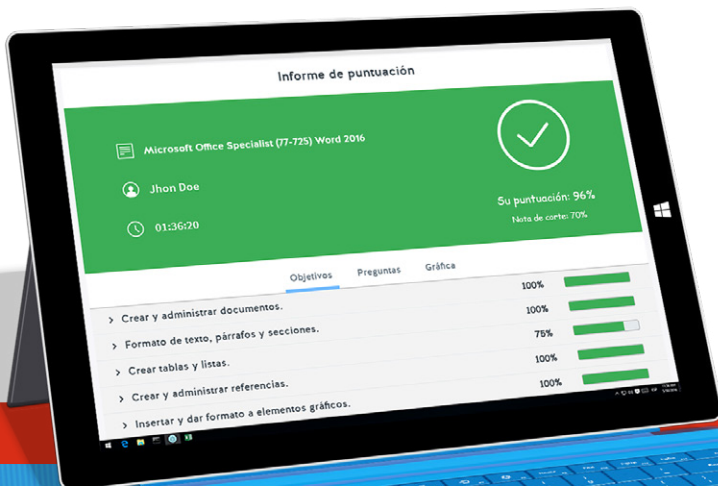 Informe de puntuación
Microsoft Office Specialist (77-725) Word 2016
Jhon Doe
01:36:20
Su puntuación: 96%
Nota de corte: 70%
Objetivos Preguntas Gráfica
> Crear y administrar documentos. 100%
> Formato de texto, párrafos y secciones. 100%
> Crear tablas y listas. 75%
> Crear y administrar referencias. 100%
> Insertar y dar formato a elementos gráficos. 100%